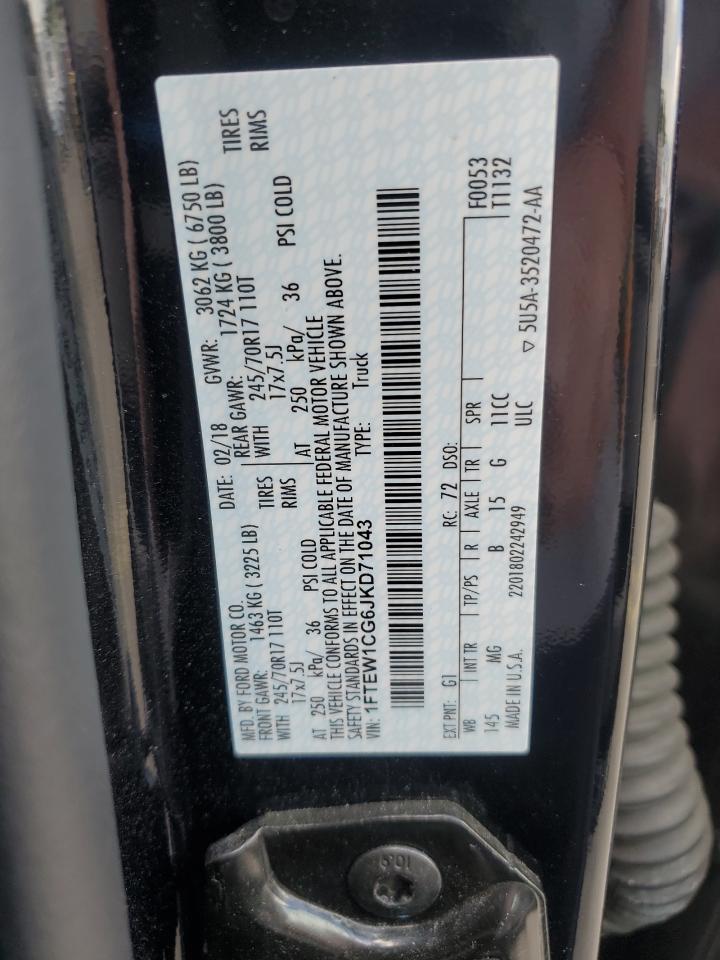 MFD. BY FORD MOTOR CO.
DATE: 02/18 GVWR: 3062 KG ( 6750 LB)
FRONT GAWR: 1463 KG ( 3225 LB) REAR GAWR: 1724 KG ( 3800 LB)
WITH 245/70R17 110T TIRES WITH 245/70R17 110T TIRES
17x7.5J RIMS 17x7.5J RIMS
AT 250 kPa/ 36 PSI COLD AT 250 kPa/ 36 PSI COLD
THIS VEHICLE CONFORMS TO ALL APPLICABLE FEDERAL MOTOR VEHICLE
SAFETY STANDARDS IN EFFECT ON THE DATE OF MANUFACTURE SHOWN ABOVE.
VIN: 1FTEW1CG6JKD71043 TYPE: Truck
EXT PNT: G1 RC: 72 DSO: F0053
WB INT TR TP/PS R AXLE TR SPR T1132
145 MG B 15 G 11CC
MADE IN U.S.A. 2201802242949 ULC
▽ 5U5A-3520472-AA
10.9